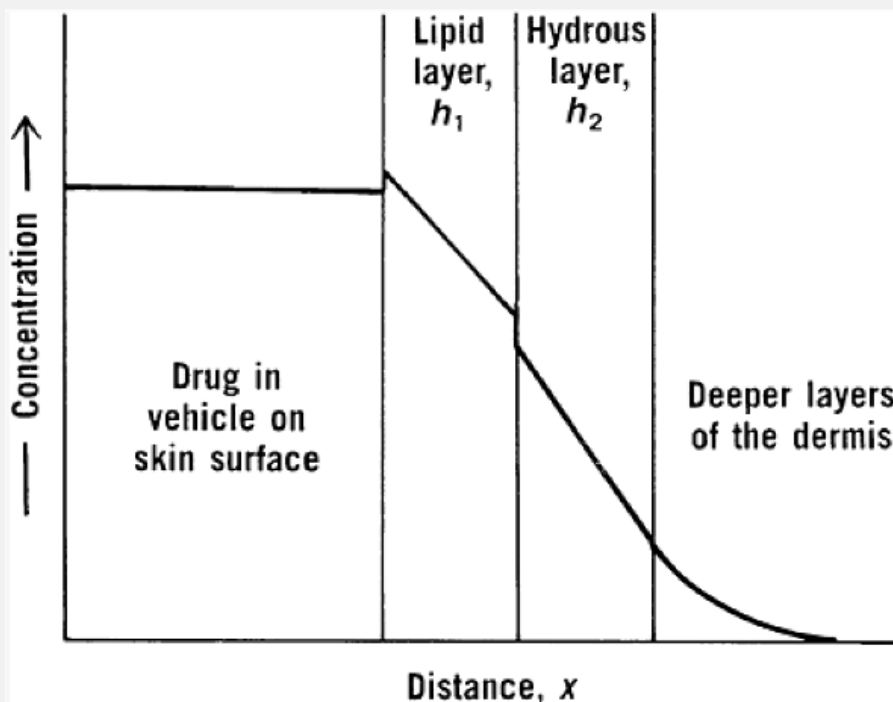 Lipid
layer,
h₁
Hydrous
layer,
h₂
Concentration
Drug in
vehicle on
skin surface
Deeper layers
of the dermis
Distance, x